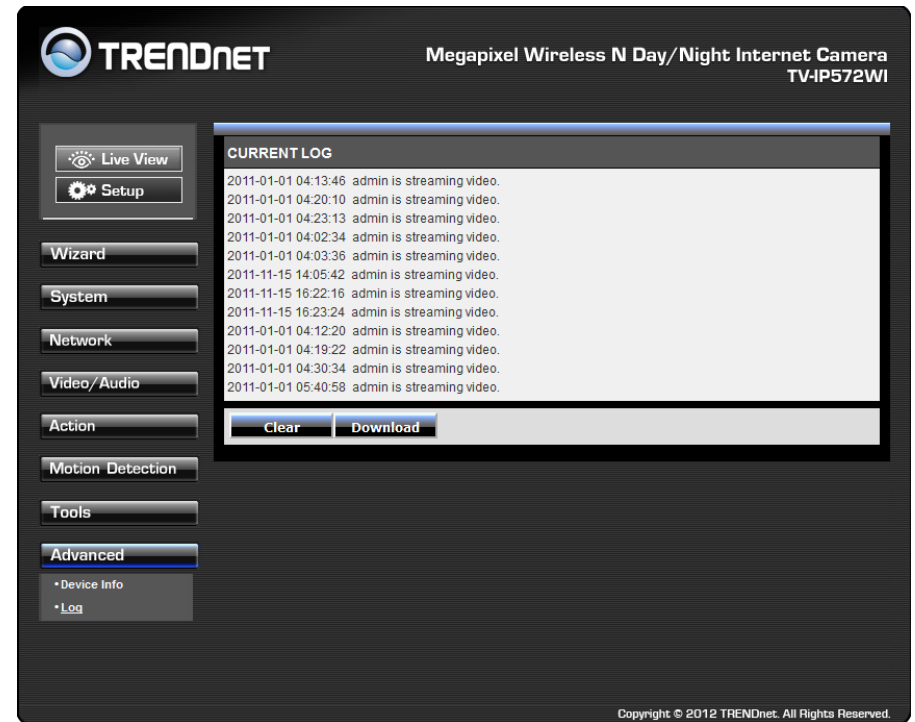 TRENDNET
Megapixel Wireless N Day/Night Internet Camera
TV-IP572WI
Live View
Setup
Wizard
System
Network
Video/Audio
Action
Motion Detection
Tools
Advanced
•Device Info
•Log
CURRENT LOG
2011-01-01 04:13:46 admin is streaming video.
2011-01-01 04:20:10 admin is streaming video.
2011-01-01 04:23:13 admin is streaming video.
2011-01-01 04:02:34 admin is streaming video.
2011-01-01 04:03:36 admin is streaming video.
2011-11-15 14:05:42 admin is streaming video.
2011-11-15 16:22:16 admin is streaming video.
2011-11-15 16:23:24 admin is streaming video.
2011-01-01 04:12:20 admin is streaming video.
2011-01-01 04:19:22 admin is streaming video.
2011-01-01 04:30:34 admin is streaming video.
2011-01-01 05:40:58 admin is streaming video.
Clear Download
Copyright © 2012 TRENDnet. All Rights Reserved.